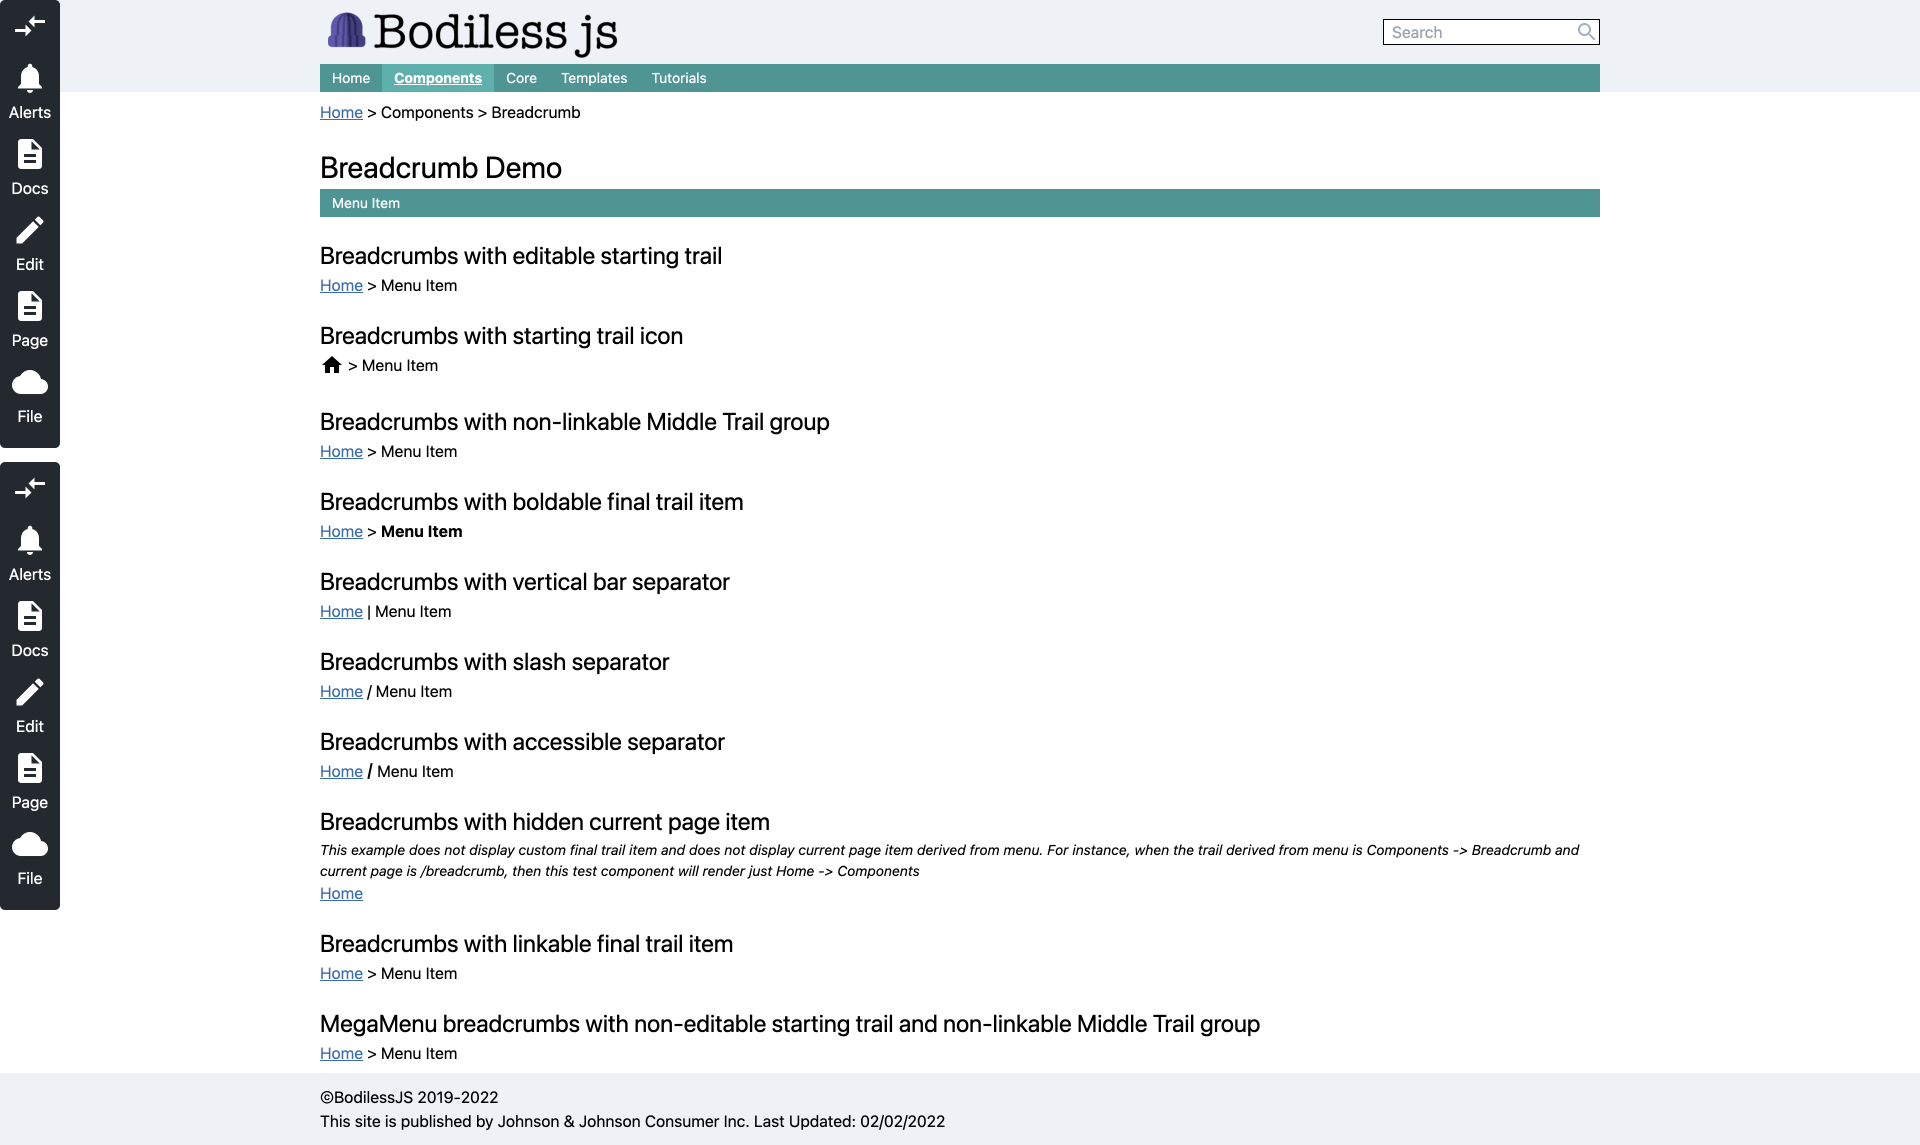 Alerts
Docs
Edit
Page
File
Alerts
Docs
Edit
Page
File
Bodiless js
Search
Home Components Core Templates Tutorials
Home > Components > Breadcrumb
Breadcrumb Demo
Menu Item
Breadcrumbs with editable starting trail
Home > Menu Item
Breadcrumbs with starting trail icon
> Menu Item
Breadcrumbs with non-linkable Middle Trail group
Home > Menu Item
Breadcrumbs with boldable final trail item
Home > Menu Item
Breadcrumbs with vertical bar separator
Home | Menu Item
Breadcrumbs with slash separator
Home / Menu Item
Breadcrumbs with accessible separator
Home / Menu Item
Breadcrumbs with hidden current page item
This example does not display custom final trail item and does not display current page item derived from menu. For instance, when the trail derived from menu is Components -> Breadcrumb and
current page is /breadcrumb, then this test component will render just Home -> Components
Home
Breadcrumbs with linkable final trail item
Home > Menu Item
MegaMenu breadcrumbs with non-editable starting trail and non-linkable Middle Trail group
Home > Menu Item
©BodilessJS 2019-2022
This site is published by Johnson & Johnson Consumer Inc. Last Updated: 02/02/2022